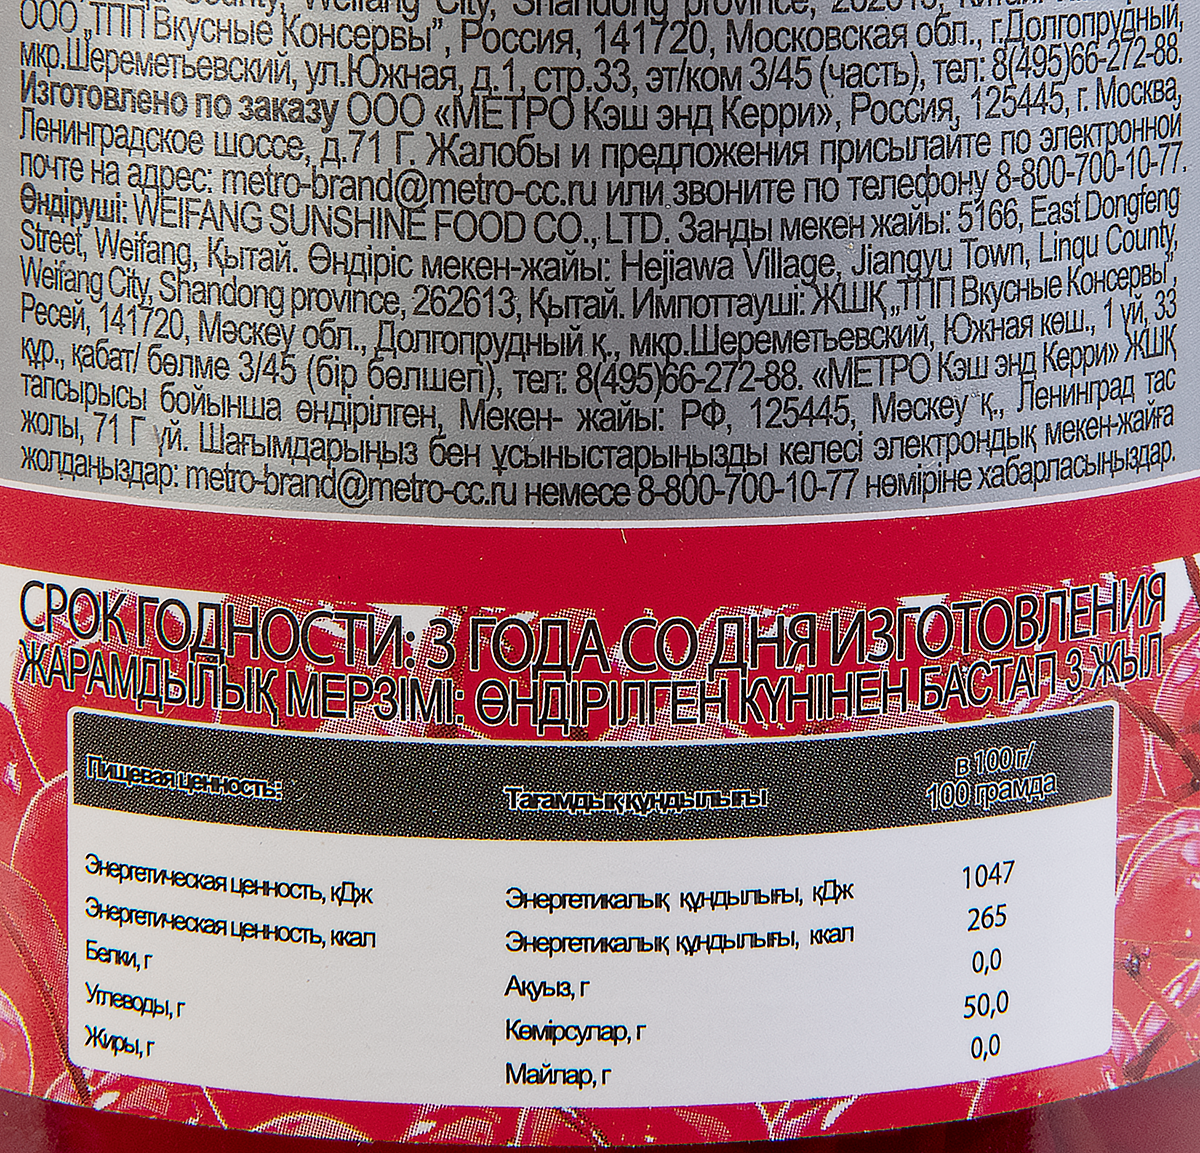 County, Weifang City, Shandong province, 262613,
ООО „ТПП Вкусные Консервы”, Россия, 141720, Московская обл., г.Долгопрудный,
мкр.Шереметьевский, ул.Южная, д.1, стр.33, эт/ком 3/45 (часть), тел: 8(495)66-272-88.
Изготовлено по заказу ООО «МЕТРО Кэш энд Керри», Россия, 125445, г. Москва,
Ленинградское шоссе, д.71 Г. Жалобы и предложения присылайте по электронной
почте на адрес: metro-brand@metro-cc.ru или звоните по телефону 8-800-700-10-77.
Өндіруші: WEIFANG SUNSHINE FOOD CO., LTD. Заңды мекен жайы: 5166, East Dongfeng
Street, Weifang, Қытай. Өндіріс мекен-жайы: Hejiawa Village, Jiangyu Town, Linqu County,
Weifang City, Shandong province, 262613, Қытай. Импоттауші: ЖШҚ „ТПП Вкусные Консервы”,
Ресей, 141720, Мәскеу обл., Долгопрудный қ., мкр.Шереметьевский, Южная көш., 1 үй, 33
құр., қабат/ бөлме 3/45 (бір бөлшегі), тел: 8(495)66-272-88. «МЕТРО Кэш энд Керри» ЖШҚ
тапсырысы бойынша өндірілген, Мекен- жайы: РФ, 125445, Мәскеу қ., Ленинград тас
жолы, 71 Г үй. Шағымдарыңыз бен ұсыныстарыңызды келесі электрондық мекен-жайға
жолдаңыздар: metro-brand@metro-cc.ru немесе 8-800-700-10-77 нөміріне хабарласыңыздар.
СРОК ГОДНОСТИ: 3 ГОДА СО ДНЯ ИЗГОТОВЛЕНИЯ
ЖАРАМДЫЛЫҚ МЕРЗІМІ: ӨНДІРІЛГЕН КҮНІНЕН БАСТАП 3 ЖЫЛ
Пищевая ценность: Тағамдық құндылығы в 100 г/
100 грамда
Энергетическая ценность, кДж Энергетикалық құндылығы, кДж 1047
Энергетическая ценность, ккал Энергетикалық құндылығы, ккал 265
Белки, г Ақуыз, г 0,0
Углеводы, г Көмірсулар, г 50,0
Жиры, г Майлар, г 0,0